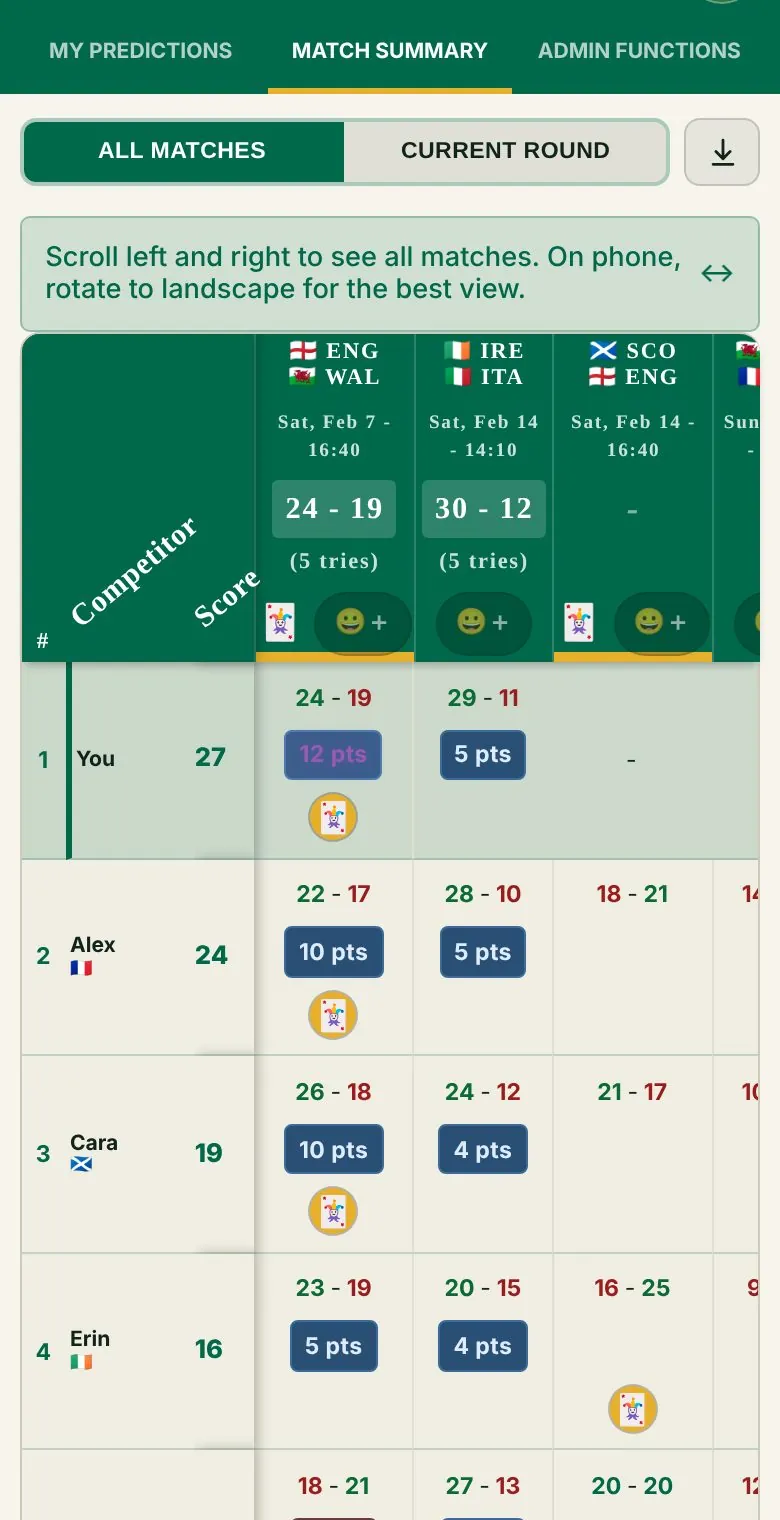 MY PREDICTIONS MATCH SUMMARY ADMIN FUNCTIONS
ALL MATCHES CURRENT ROUND
Scroll left and right to see all matches. On phone,
rotate to landscape for the best view.
# Competitor Score
ENG
WAL
Sat, Feb 7 -
16:40
24 - 19
(5 tries)
+
IRE
ITA
Sat, Feb 14
- 14:10
30 - 12
(5 tries)
+
SCO
ENG
Sat, Feb 14 -
16:40
-
+
Sun
-
1 You 27
24 - 19
12 pts
29 - 11
5 pts
-
2 Alex 24
22 - 17
10 pts
28 - 10
5 pts
18 - 21
3 Cara 19
26 - 18
10 pts
24 - 12
4 pts
21 - 17
4 Erin 16
23 - 19
5 pts
20 - 15
4 pts
16 - 25
18 - 21
27 - 13
20 - 20